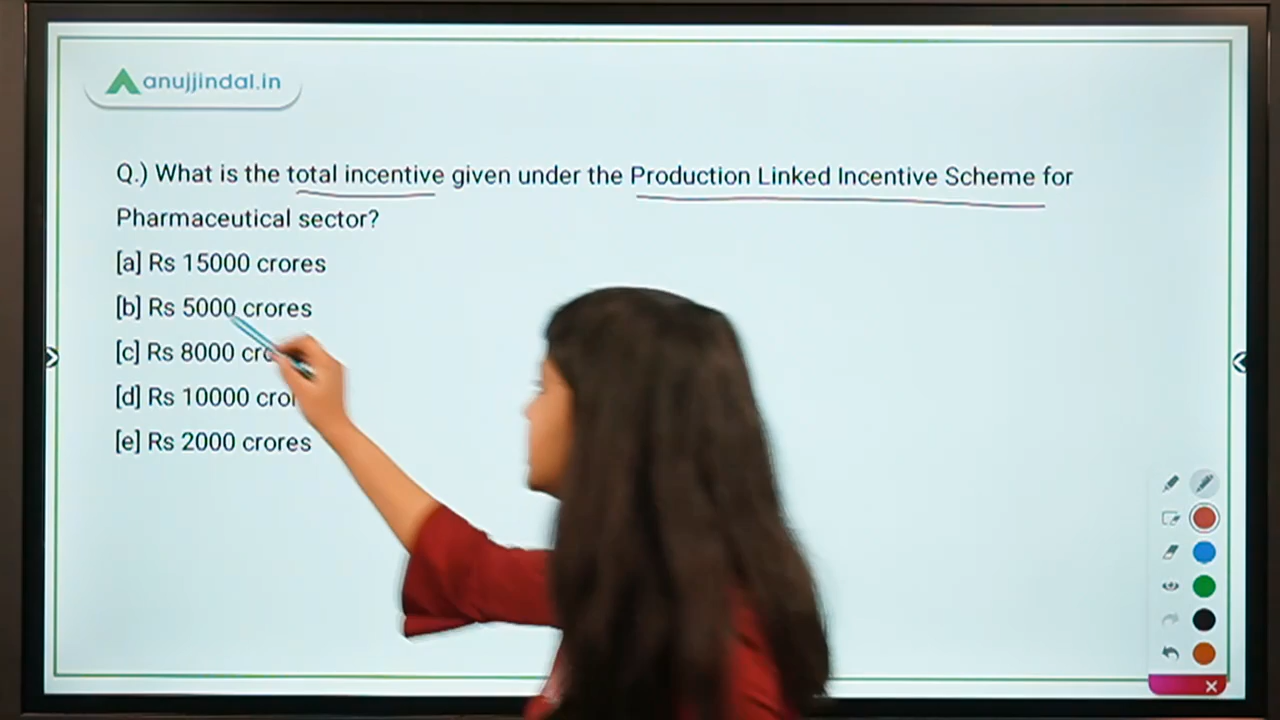 anujjindal.in
Q.) What is the total incentive given under the Production Linked Incentive Scheme for
Pharmaceutical sector?
[a] Rs 15000 crores
[b] Rs 5000 crores
[c] Rs 8000
[d] Rs 10000
[e] Rs 2000 crores